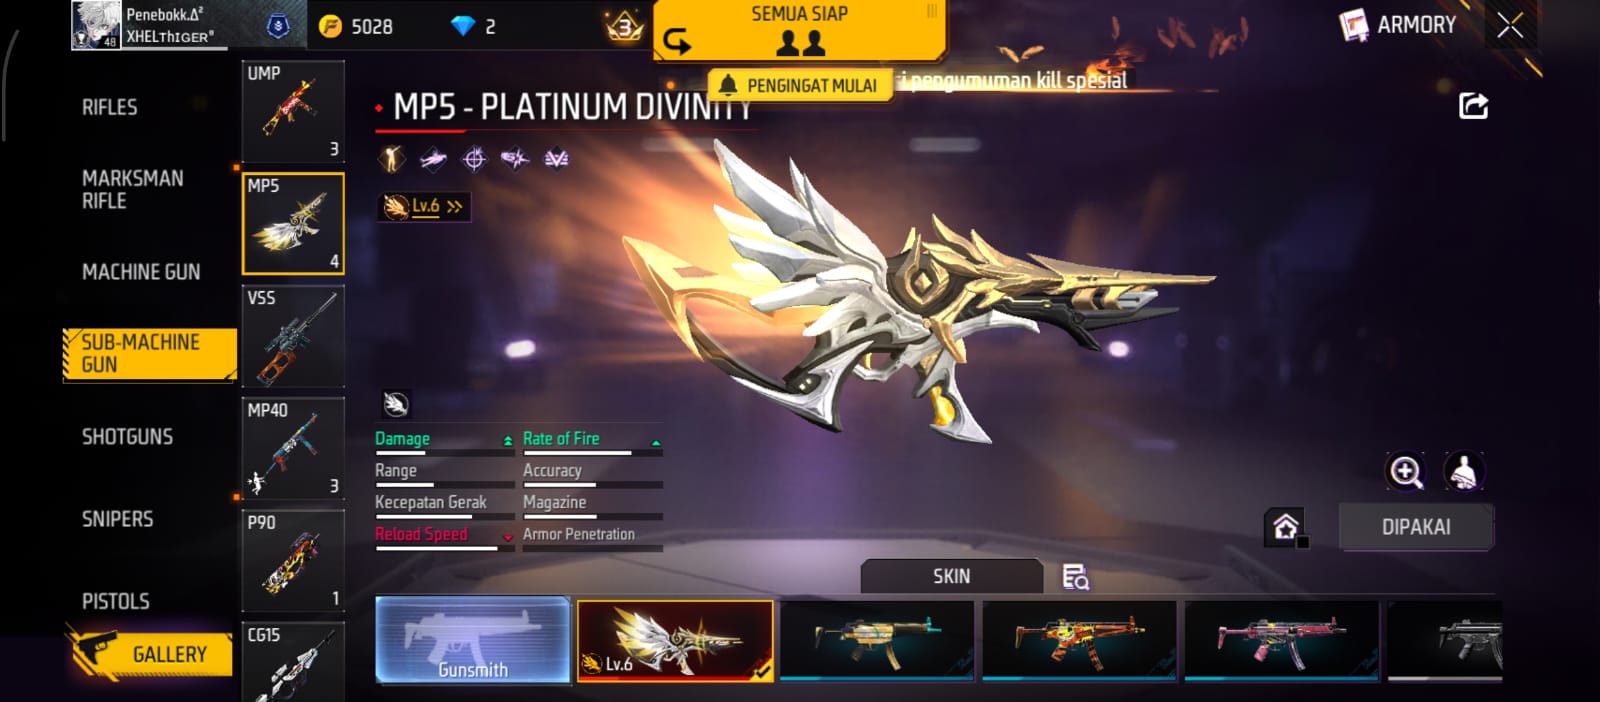 Penebokk.Δ²
XHELThIGER
48
5028
2
3
SEMUA SIAP
PENGINGAT MULAI
i pengumuman kill spesial
ARMORY
RIFLES
MARKSMAN
RIFLE
MACHINE GUN
SUB-MACHINE
GUN
SHOTGUNS
SNIPERS
PISTOLS
GALLERY
UMP
3
MP5
4
VSS
MP40
3
P90
1
CG15
MP5 - PLATINUM DIVINITY
Lv.6
Damage
Rate of Fire
Range
Accuracy
Kecepatan Gerak
Magazine
Reload Speed
Armor Penetration
DIPAKAI
SKIN
Gunsmith
Lv.6